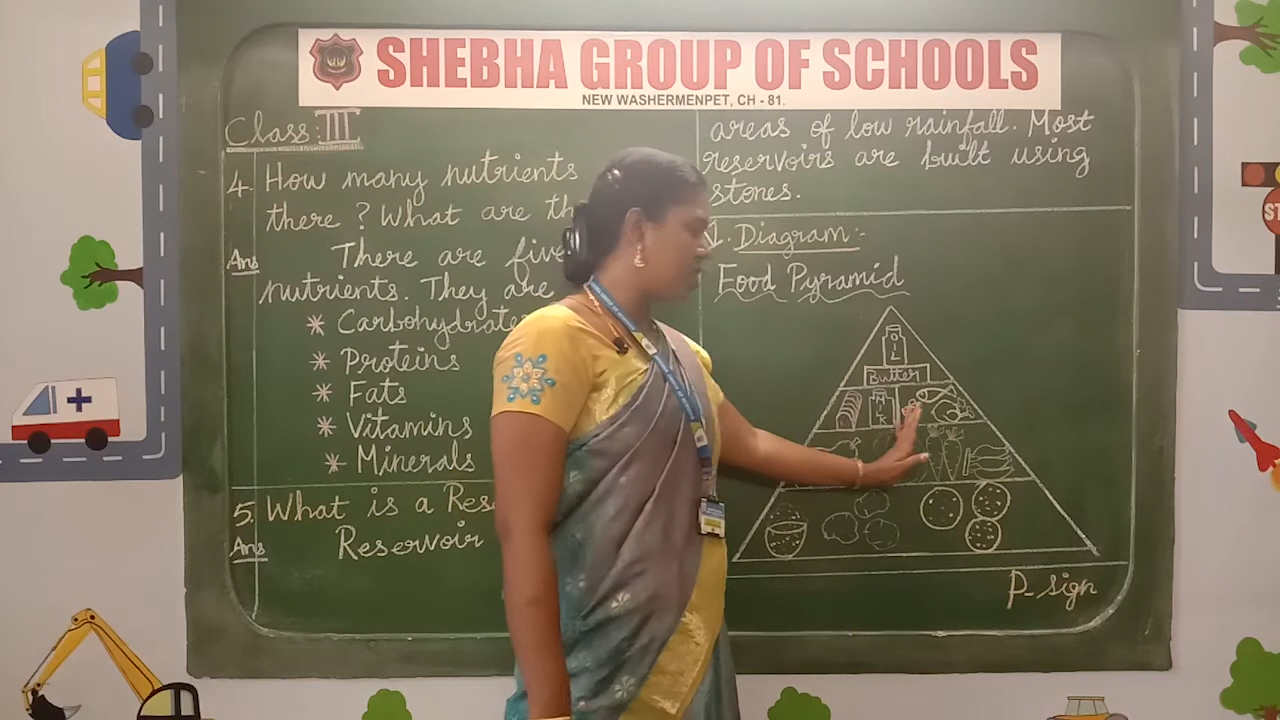 SHEBHA GROUP OF SCHOOLS
NEW WASHERMENPET, CH - 81.
Class: III
4. How many nutrients
there? What are
Ans There are five
nutrients. They are
* Carbohydrate
* Proteins
* Fats
* Vitamins
* Minerals
5. What is a
Ans Reservoir
areas of low rainfall. Most
reservoirs are built using
stones.
Diagram:-
Food Pyramid
OIL
Butter
P-sign